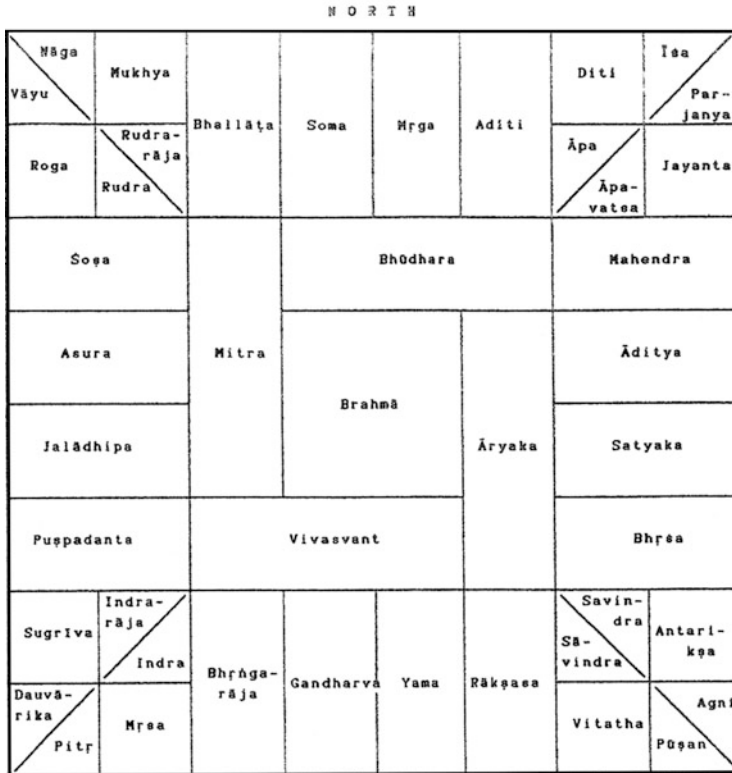 NORTH
Nāga
Vāyu
Mukhya
Bhallāṭa
Soma
Mṛga
Aditi
Diti
Īśa
Par-
janya
Roga
Rudra-
rāja
Rudra
Āpa
Āpa-
vatsa
Jayanta
Śoṣa
Bhūdhara
Mahendra
Asura
Mitra
Brahmā
Āryaka
Āditya
Jalādhipa
Satyaka
Puṣpadanta
Vivasvant
Bhṛśa
Sugrīva
Indra-
rāja
Indra
Bhṛṅga-
rāja
Gandharva
Yama
Rākṣasa
Savin-
dra
Sā-
vindra
Antari-
kṣa
Dauvā-
rika
Pitṛ
Mṛsa
Vitatha
Agni
Pūṣan